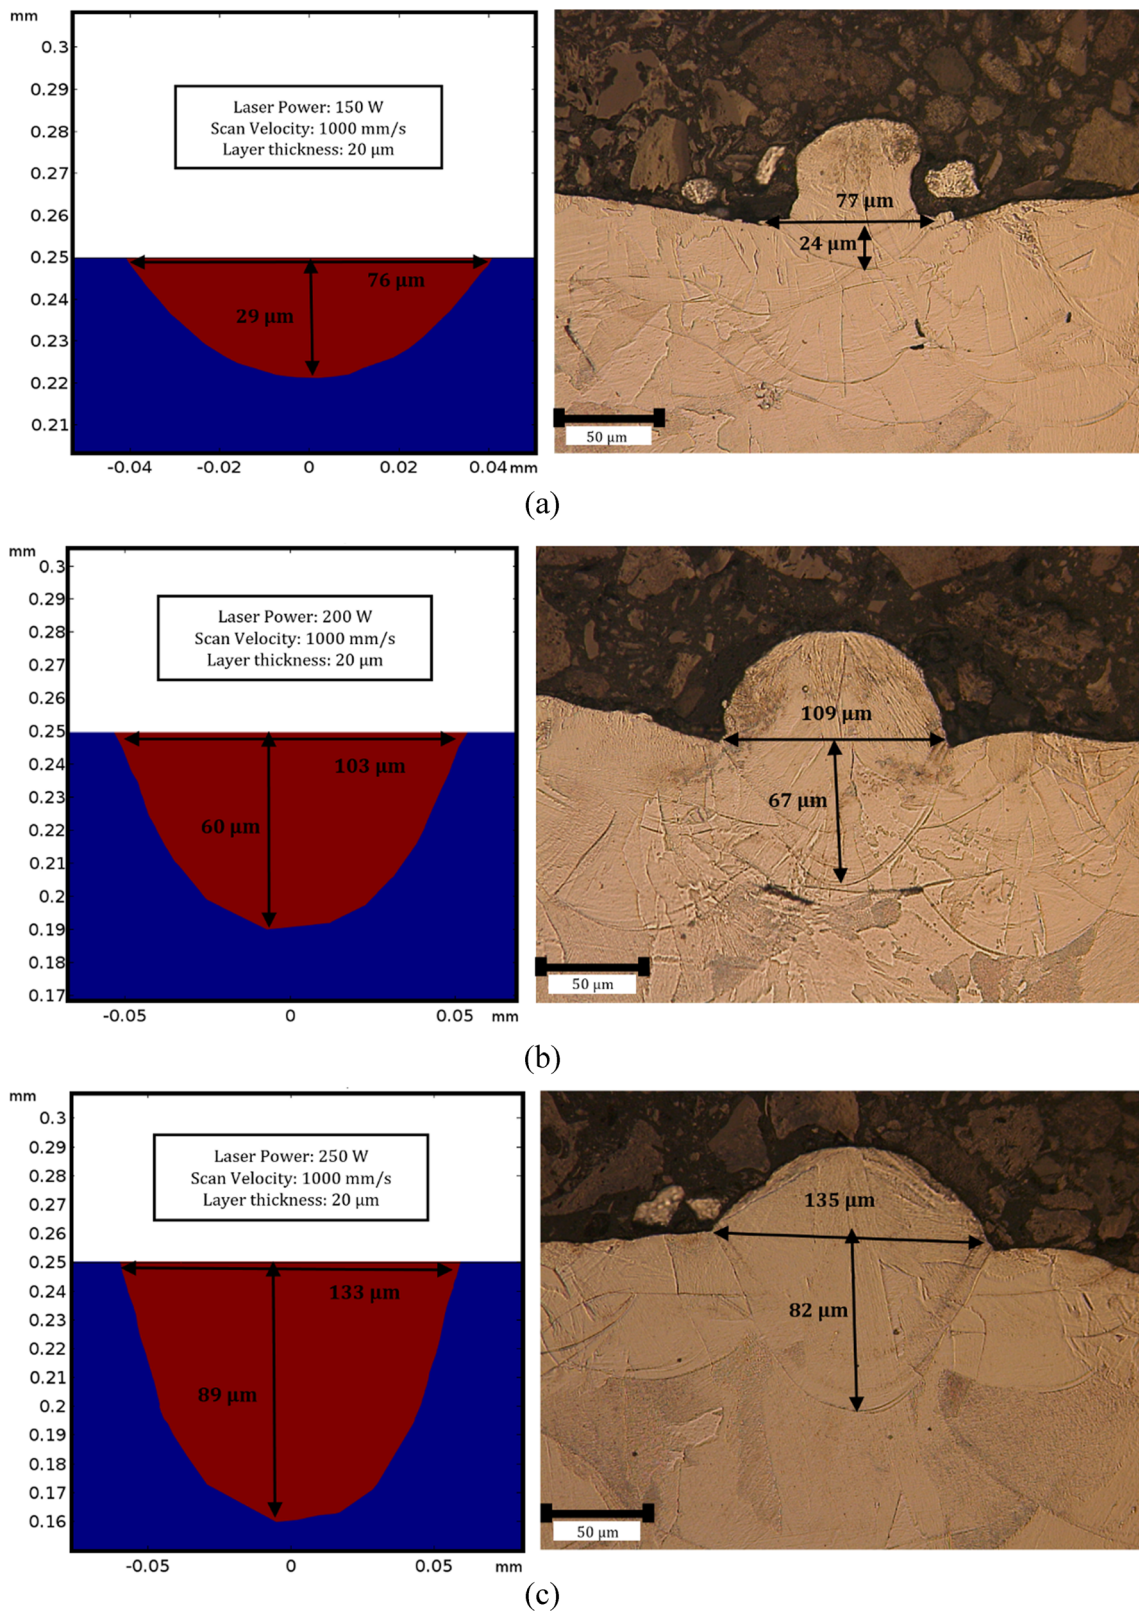 mm
0.3
0.29
0.28
0.27
0.26
0.25
0.24
0.23
0.22
0.21
-0.04
-0.02
0
0.02
0.04 mm
Laser Power: 150 W
Scan Velocity: 1000 mm/s
Layer thickness: 20 µm
76 µm
29 µm
77 µm
24 µm
50 µm
(a)
mm
0.3
0.29
0.28
0.27
0.26
0.25
0.24
0.23
0.22
0.21
0.2
0.19
0.18
0.17
-0.05
0
0.05
mm
Laser Power: 200 W
Scan Velocity: 1000 mm/s
Layer thickness: 20 µm
103 µm
60 µm
109 µm
67 µm
50 µm
(b)
mm
0.3
0.29
0.28
0.27
0.26
0.25
0.24
0.23
0.22
0.21
0.2
0.19
0.18
0.17
0.16
-0.05
0
0.05
mm
Laser Power: 250 W
Scan Velocity: 1000 mm/s
Layer thickness: 20 µm
133 µm
89 µm
135 µm
82 µm
50 µm
(c)